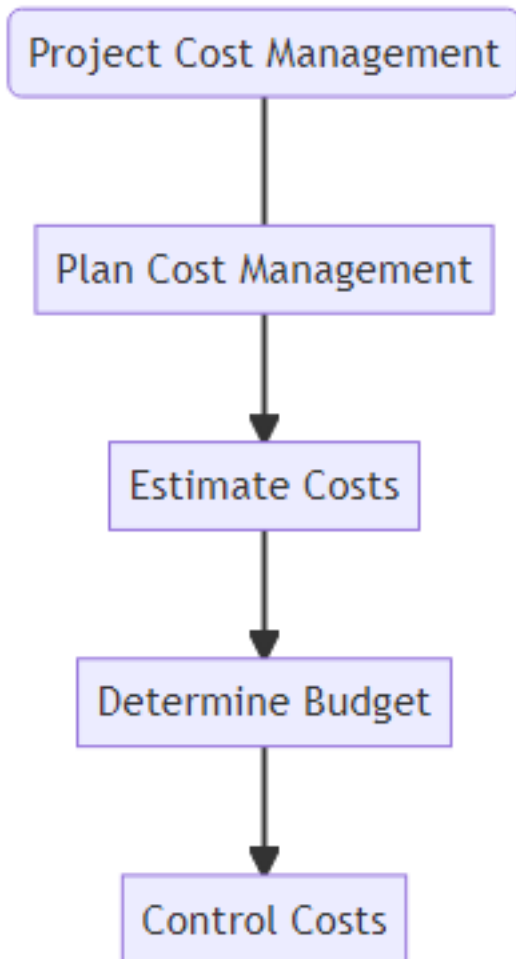 Project Cost Management
Plan Cost Management
Estimate Costs
Determine Budget
Control Costs